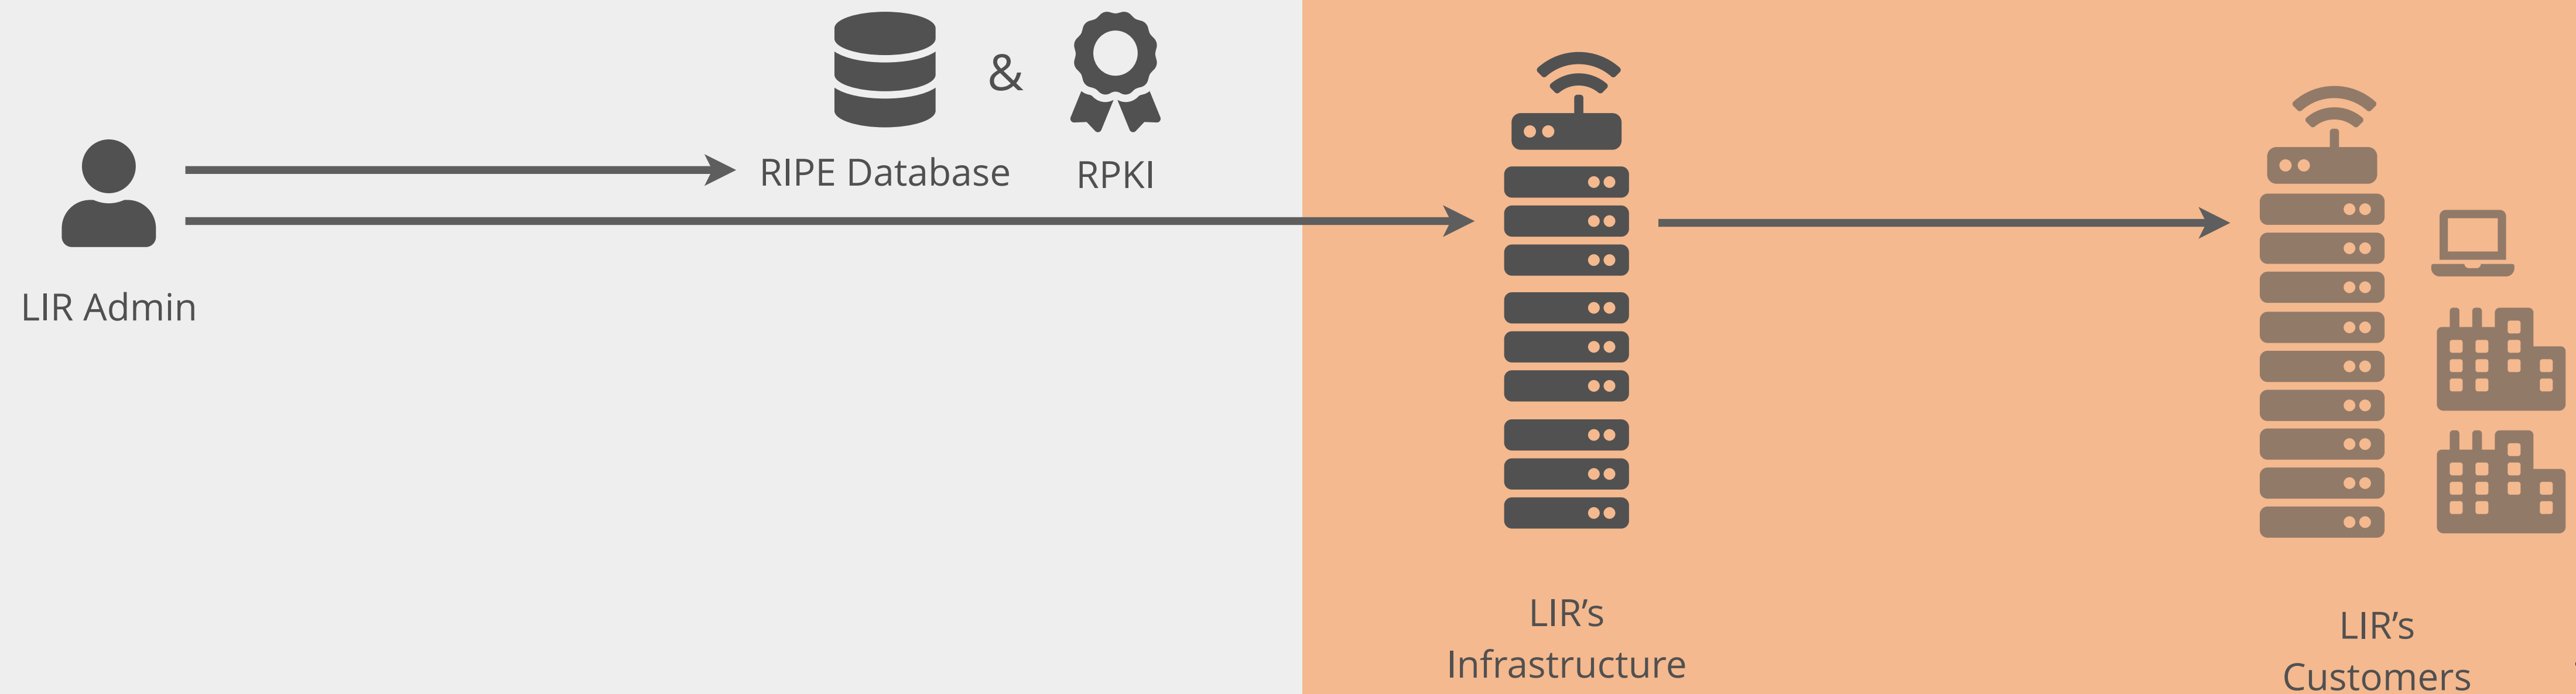 &
RIPE Database
RPKI
LIR Admin
LIR’s
Infrastructure
LIR’s
Customers